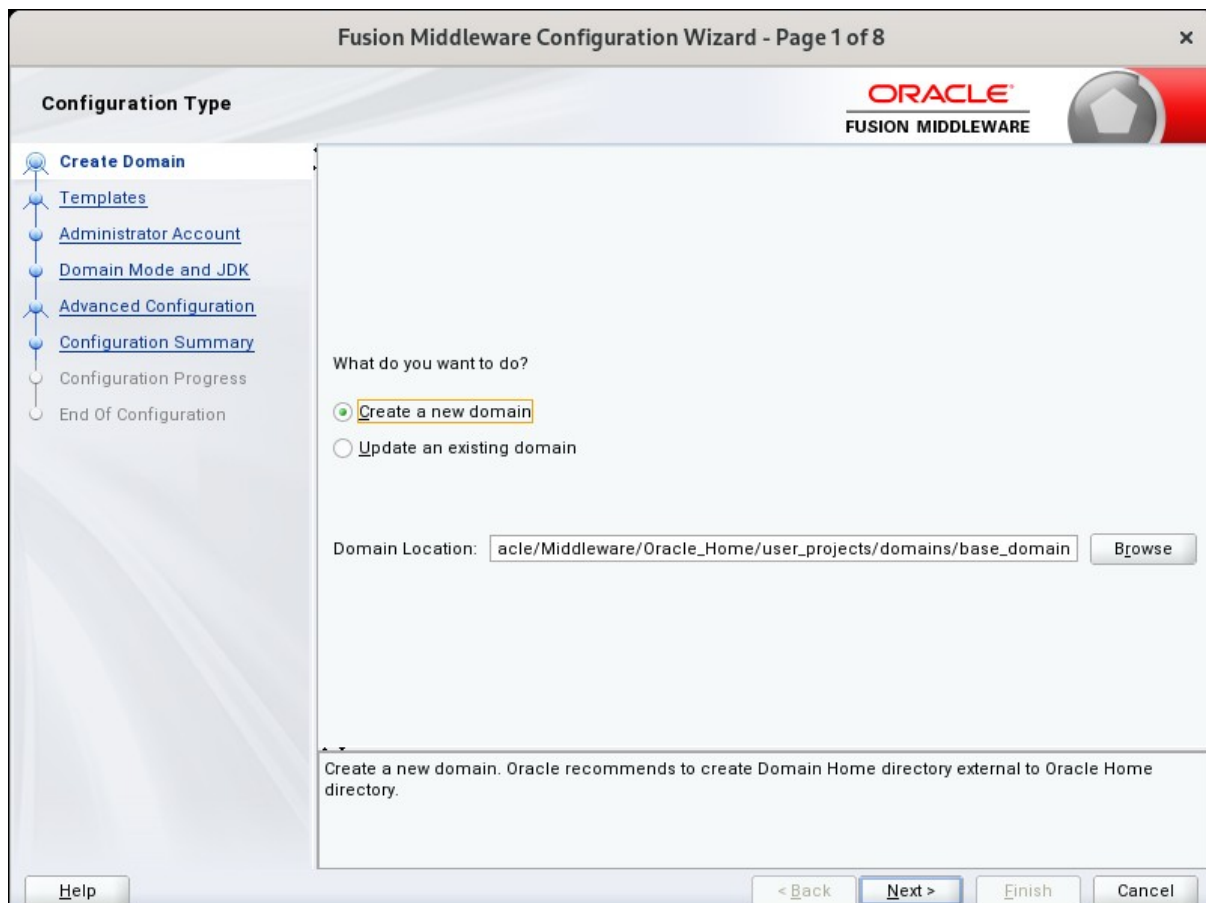 Fusion Middleware Configuration Wizard - Page 1 of 8
Configuration Type
ORACLE
FUSION MIDDLEWARE
Create Domain
Templates
Administrator Account
Domain Mode and JDK
Advanced Configuration
Configuration Summary
Configuration Progress
End Of Configuration
What do you want to do?
Create a new domain
Update an existing domain
Domain Location: acle/Middleware/Oracle_Home/user_projects/domains/base_domain Browse
Create a new domain. Oracle recommends to create Domain Home directory external to Oracle Home
directory.
Help < Back Next > Finish Cancel